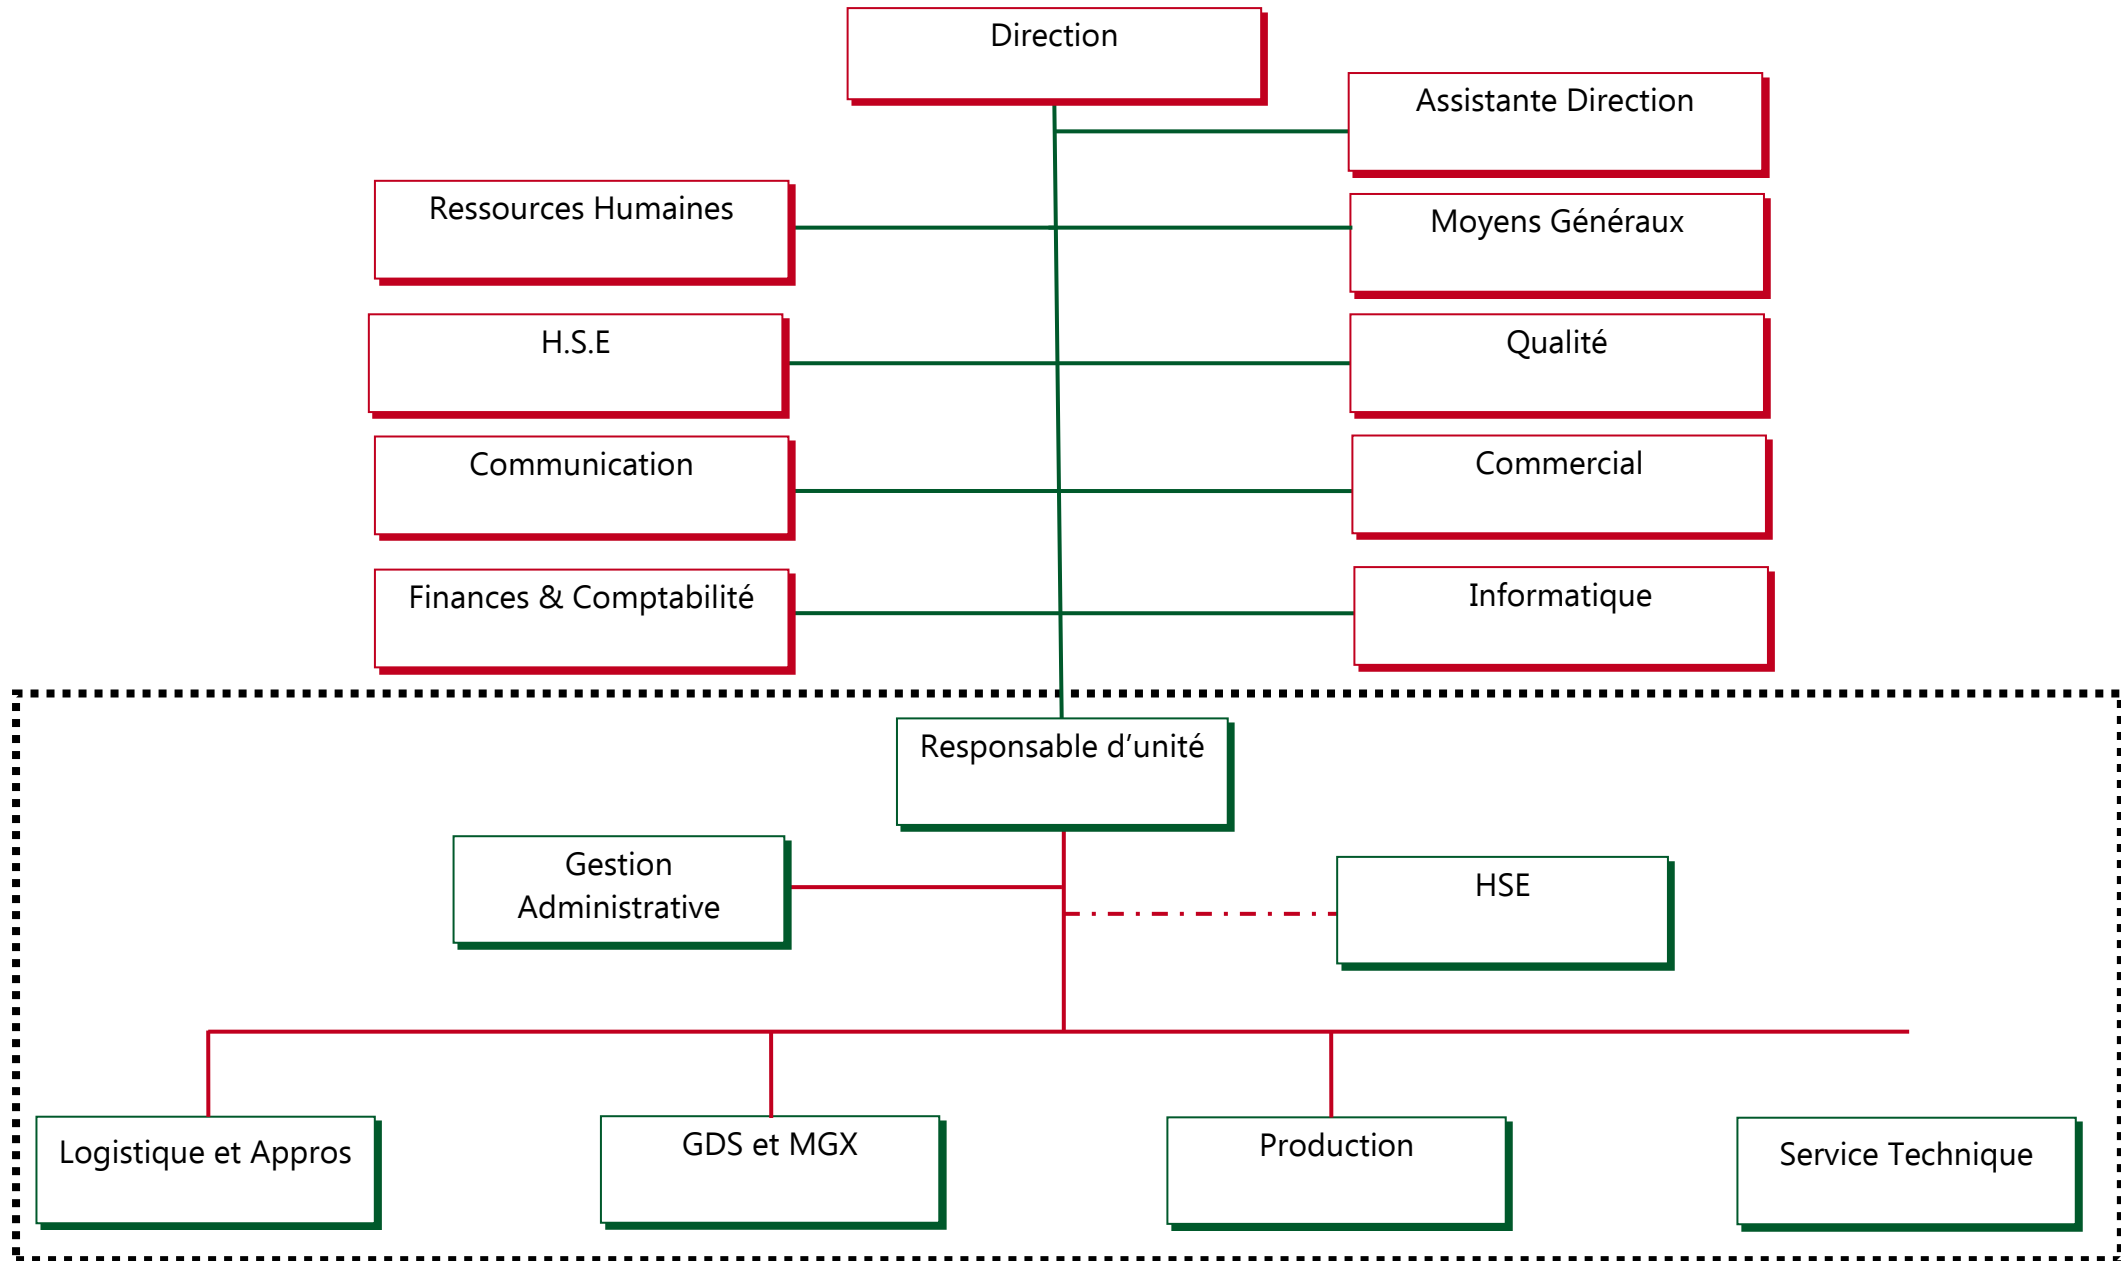 Direction
Assistante Direction
Ressources Humaines
Moyens Généraux
H.S.E
Qualité
Communication
Commercial
Finances & Comptabilité
Informatique
Responsable d’unité
Gestion
Administrative
HSE
Logistique et Appros
GDS et MGX
Production
Service Technique